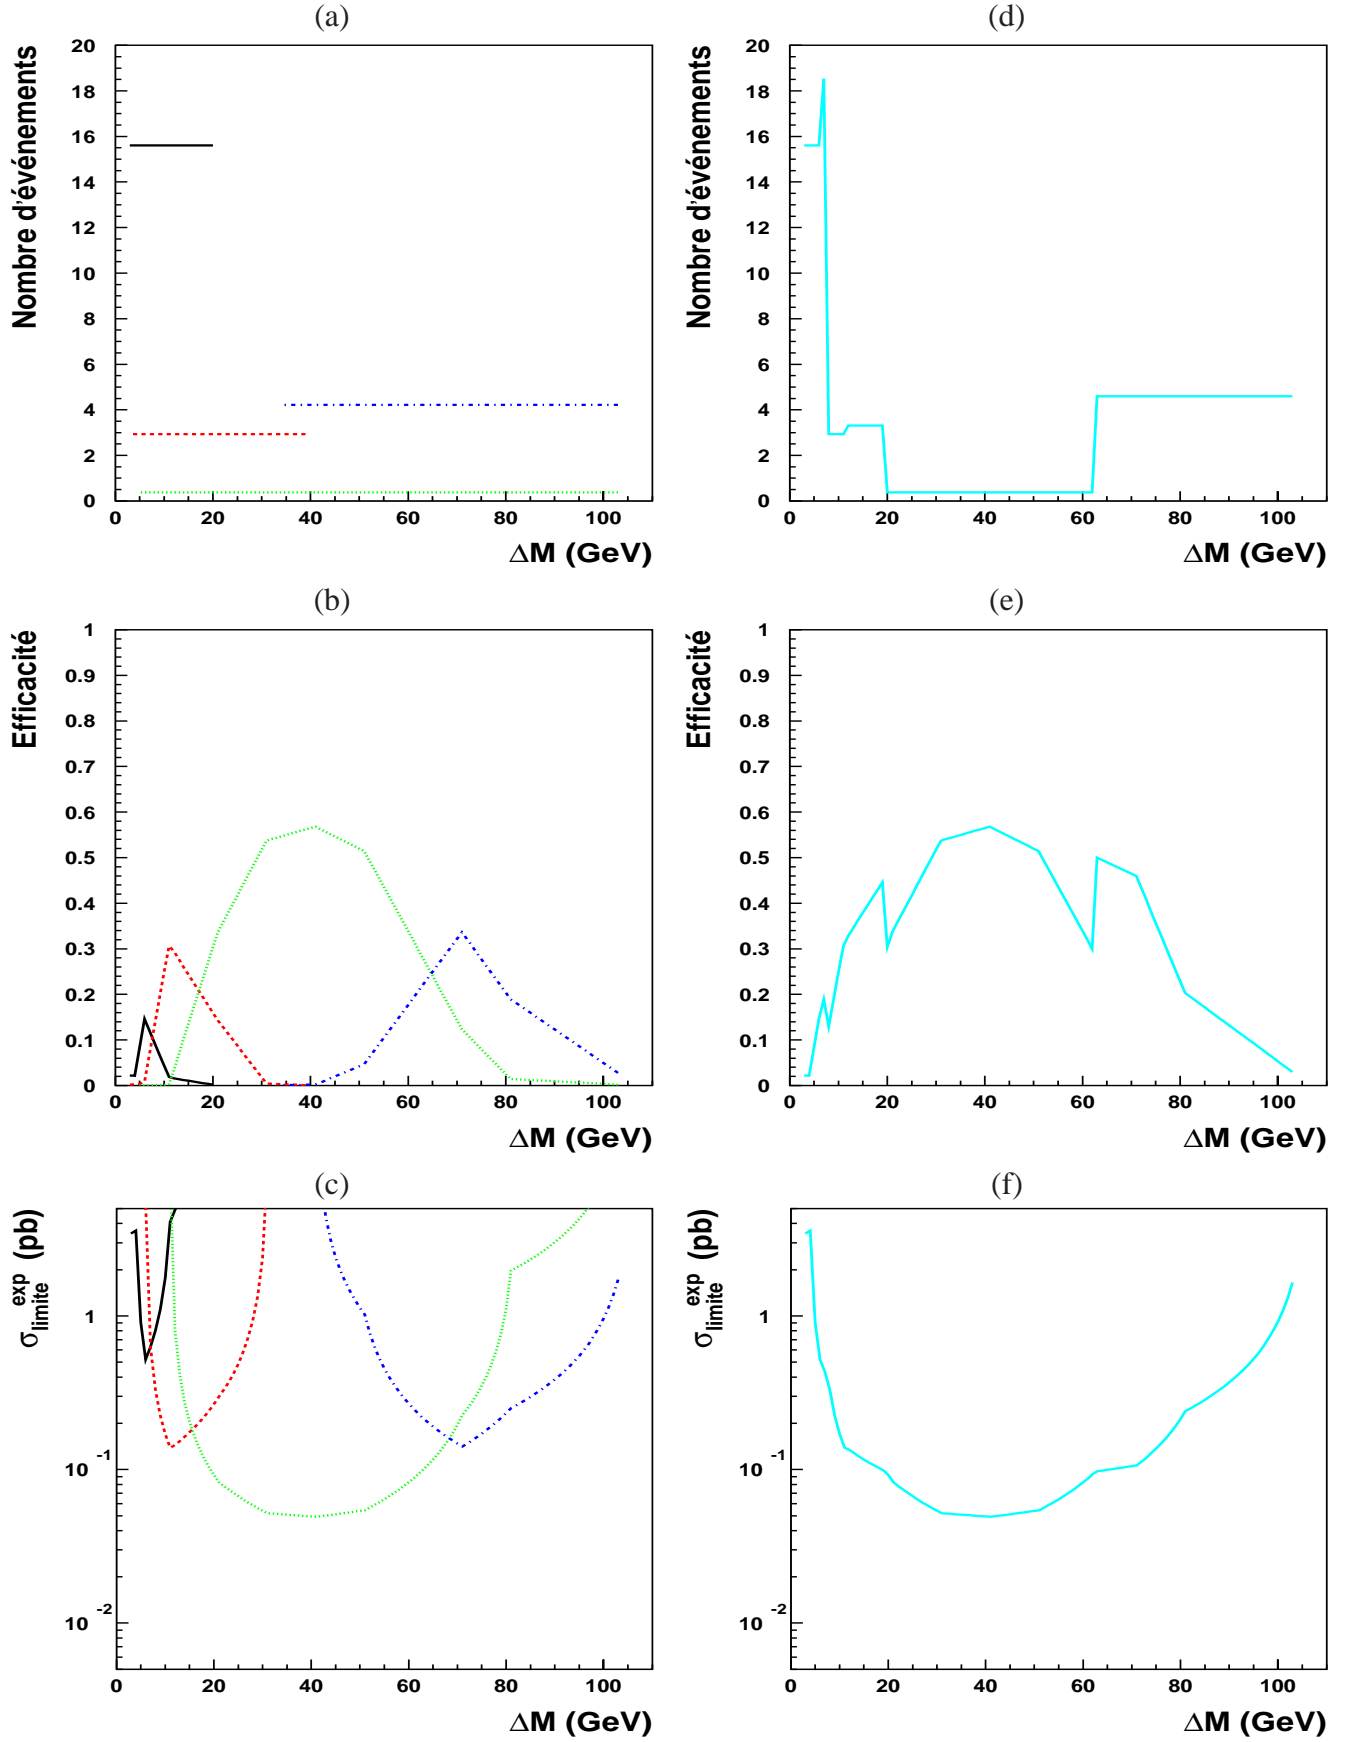 (a)
Nombre d'événements
20
18
16
14
12
10
8
6
4
2
0
0 20 40 60 80 100
ΔM (GeV)
(d)
Nombre d'événements
20
18
16
14
12
10
8
6
4
2
0
0 20 40 60 80 100
ΔM (GeV)
(b)
Efficacité
1
0.9
0.8
0.7
0.6
0.5
0.4
0.3
0.2
0.1
0
0 20 40 60 80 100
ΔM (GeV)
(e)
Efficacité
1
0.9
0.8
0.7
0.6
0.5
0.4
0.3
0.2
0.1
0
0 20 40 60 80 100
ΔM (GeV)
(c)
σ limite exp (pb)
1
10 -1
10 -2
0 20 40 60 80 100
ΔM (GeV)
(f)
σ limite exp (pb)
1
10 -1
10 -2
0 20 40 60 80 100
ΔM (GeV)